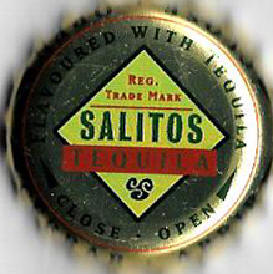 FLAVOURED WITH TEQUILA
REG.
TRADE MARK
SALITOS
TEQUILA
CLOSE · OPEN